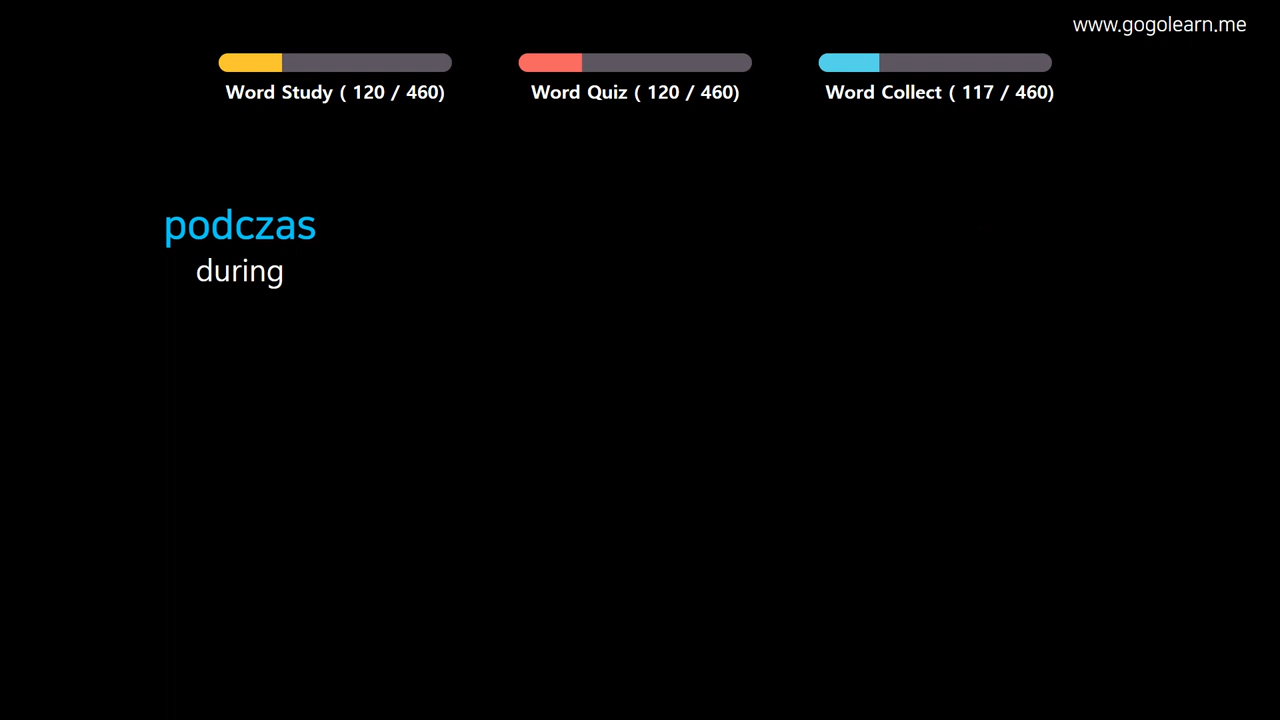 www.gogolearn.me
Word Study ( 120 / 460)
Word Quiz ( 120 / 460)
Word Collect ( 117 / 460)
podczas
during